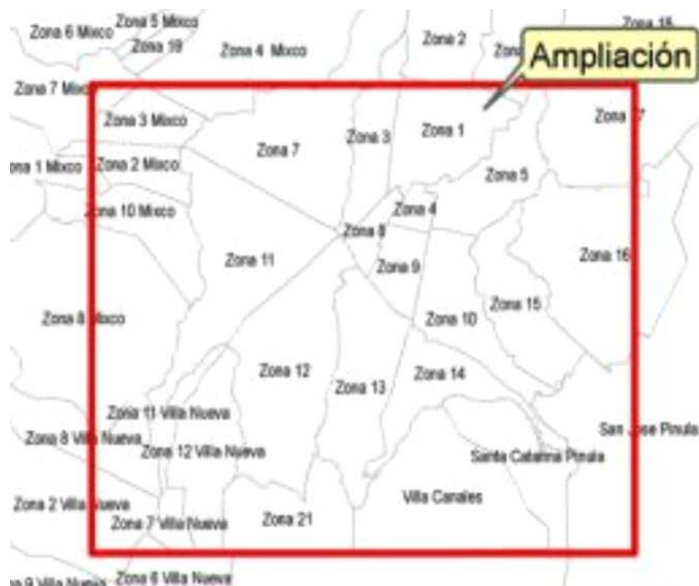 Zona 5 Mixco
Zona 6 Mixco
Zona 19
Zona 4 Mixco
Zona 2
Zona 18
Ampliación
Zona 7 Mixco
Zona 3 Mixco
Zona 7
Zona 3
Zona 1
Zona 1 Mixco
Zona 2 Mixco
Zona 5
Zona 10 Mixco
Zona 4
Zona 8
Zona 11
Zona 9
Zona 16
Zona 8 Mixco
Zona 10
Zona 15
Zona 12
Zona 13
Zona 14
Zona 11 Villa Nueva
Zona 8 Villa Nueva
Zona 12 Villa Nueva
San Jose Pinula
Santa Catarina Pinula
Zona 2 Villa Nueva
Villa Canales
Zona 7 Villa Nueva
Zona 21
Zona 6 Villa Nueva